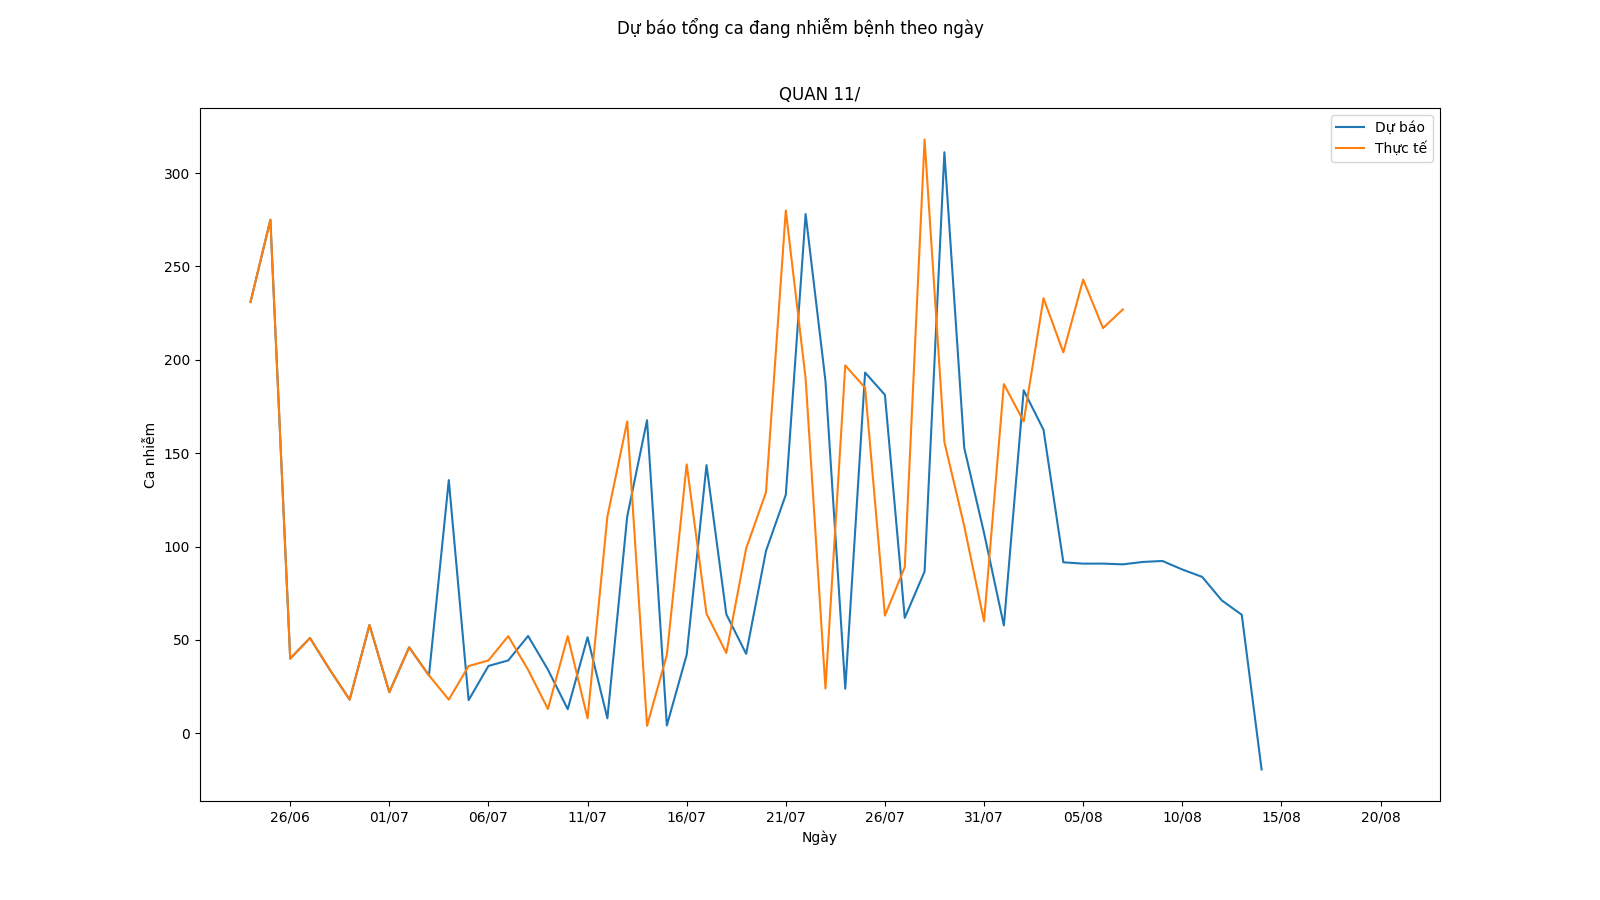 Dự báo tổng ca đang nhiễm bệnh theo ngày
QUAN 11/
Dự báo
Thực tế
Ca nhiễm
300
250
200
150
100
50
0
26/06 01/07 06/07 11/07 16/07 21/07 26/07 31/07 05/08 10/08 15/08 20/08
Ngày